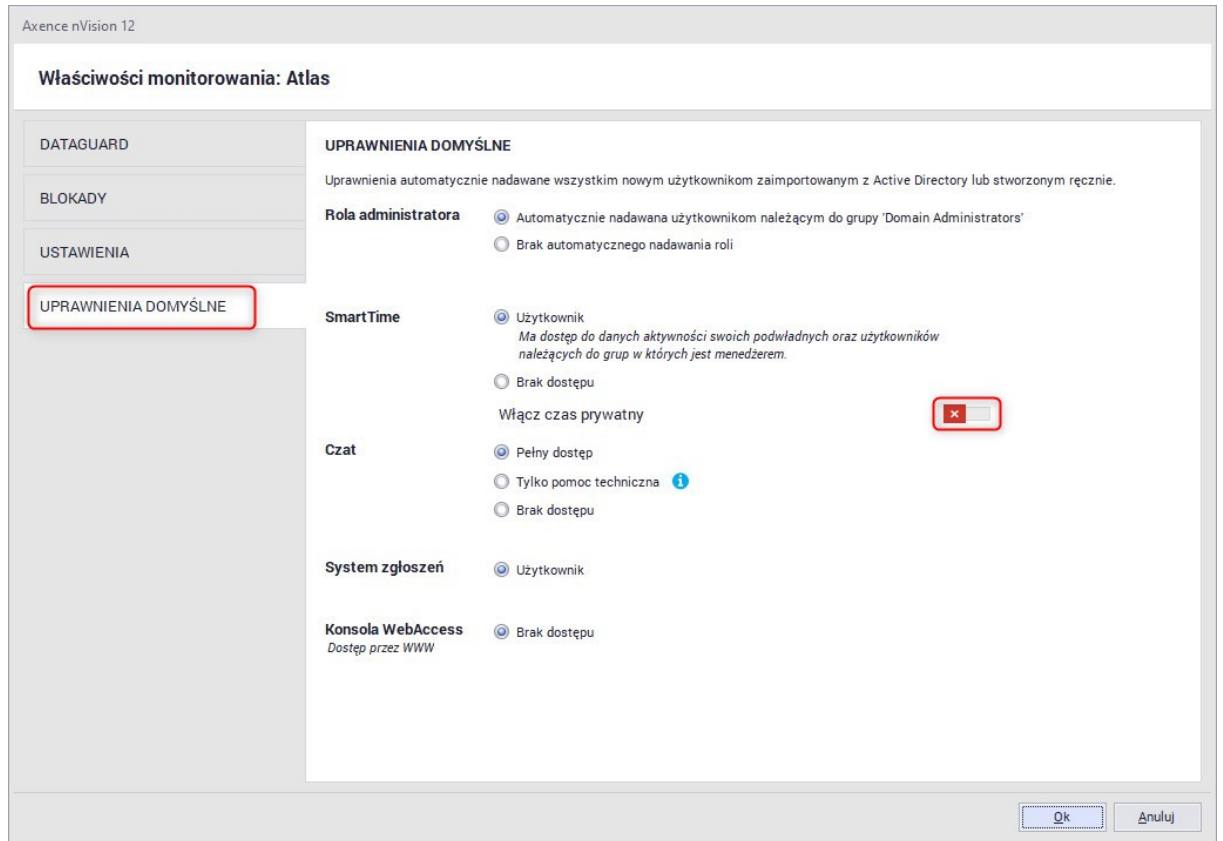 Axence nVision 12
Właściwości monitorowania: Atlas
DATAGUARD
BLOKADY
USTAWIENIA
UPRAWNIENIA DOMYŚLNE
UPRAWNIENIA DOMYŚLNE
Uprawnienia automatycznie nadawane wszystkim nowym użytkownikom zaimportowanym z Active Directory lub stworzonym ręcznie.
Rola administratora
Automatycznie nadawana użytkownikom należącym do grupy 'Domain Administrators'
Brak automatycznego nadawania roli
SmartTime
Użytkownik
Ma dostęp do danych aktywności swoich podwładnych oraz użytkowników
należących do grup w których jest menedżerem.
Brak dostępu
Włącz czas prywatny
Czat
Pełny dostęp
Tylko pomoc techniczna
Brak dostępu
System zgłoszeń
Użytkownik
Konsola WebAccess
Dostęp przez WWW
Brak dostępu
Ok
Anuluj